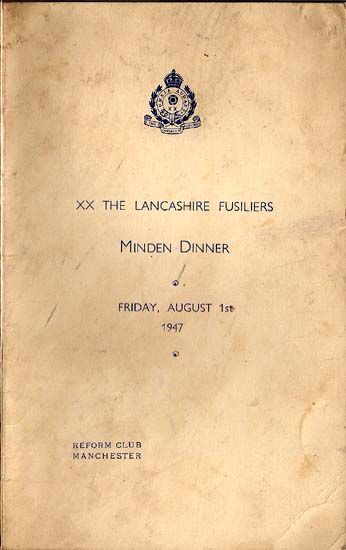 XX THE LANCASHIRE FUSILIERS
MINDEN DINNER
FRIDAY, AUGUST 1st
1947
REFORM CLUB
MANCHESTER